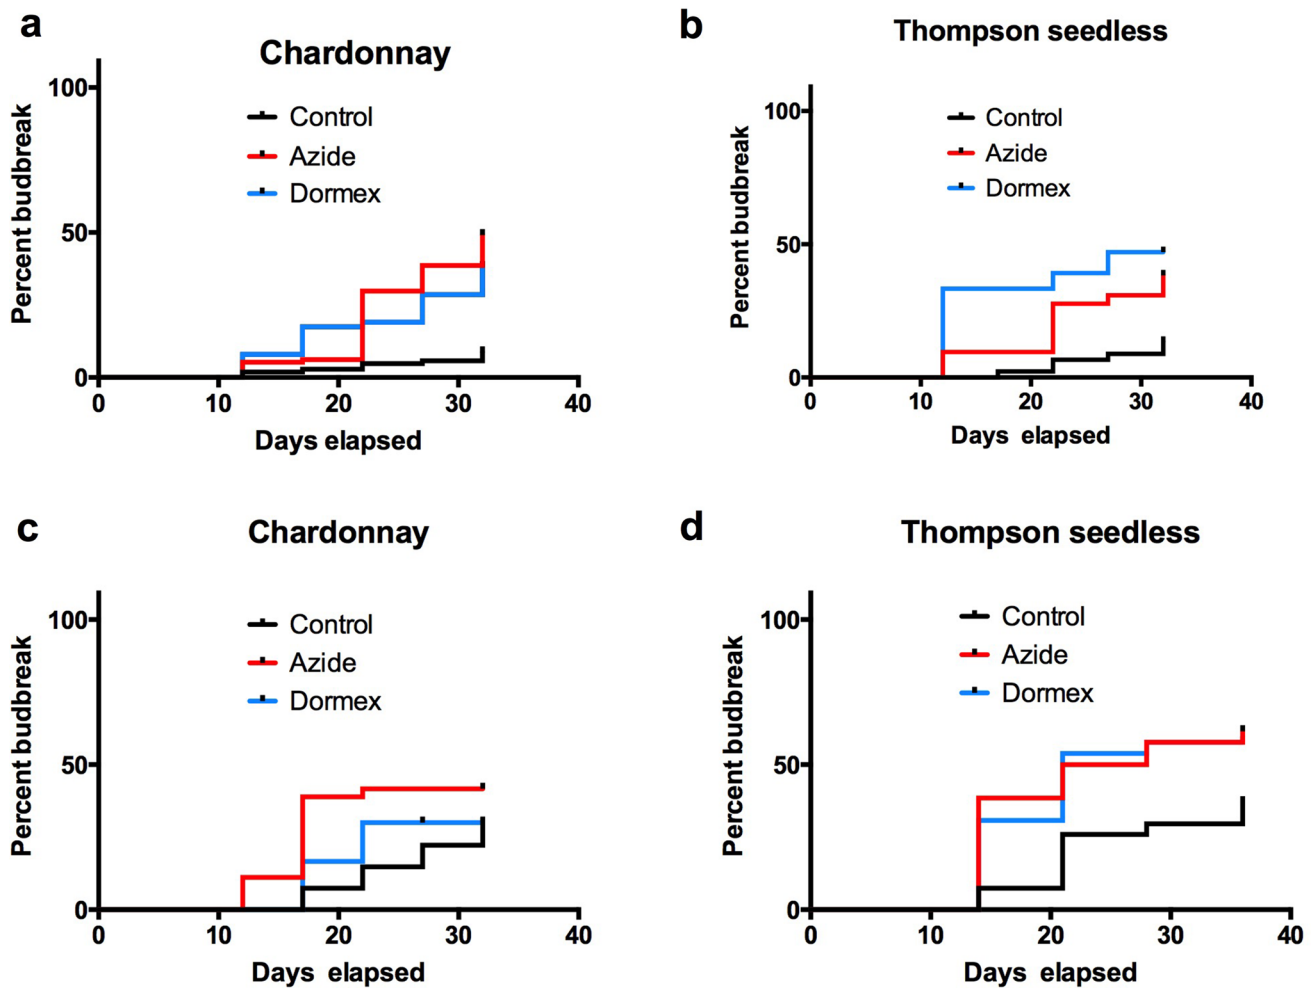 a
Chardonnay
100
50
0
Percent budbreak
Control
Azide
Dormex
0 10 20 30 40
Days elapsed
b
Thompson seedless
100
50
0
Percent budbreak
Control
Azide
Dormex
0 10 20 30 40
Days elapsed
c
Chardonnay
100
50
0
Percent budbreak
Control
Azide
Dormex
0 10 20 30 40
Days elapsed
d
Thompson seedless
100
50
0
Percent budbreak
Control
Azide
Dormex
0 10 20 30 40
Days elapsed